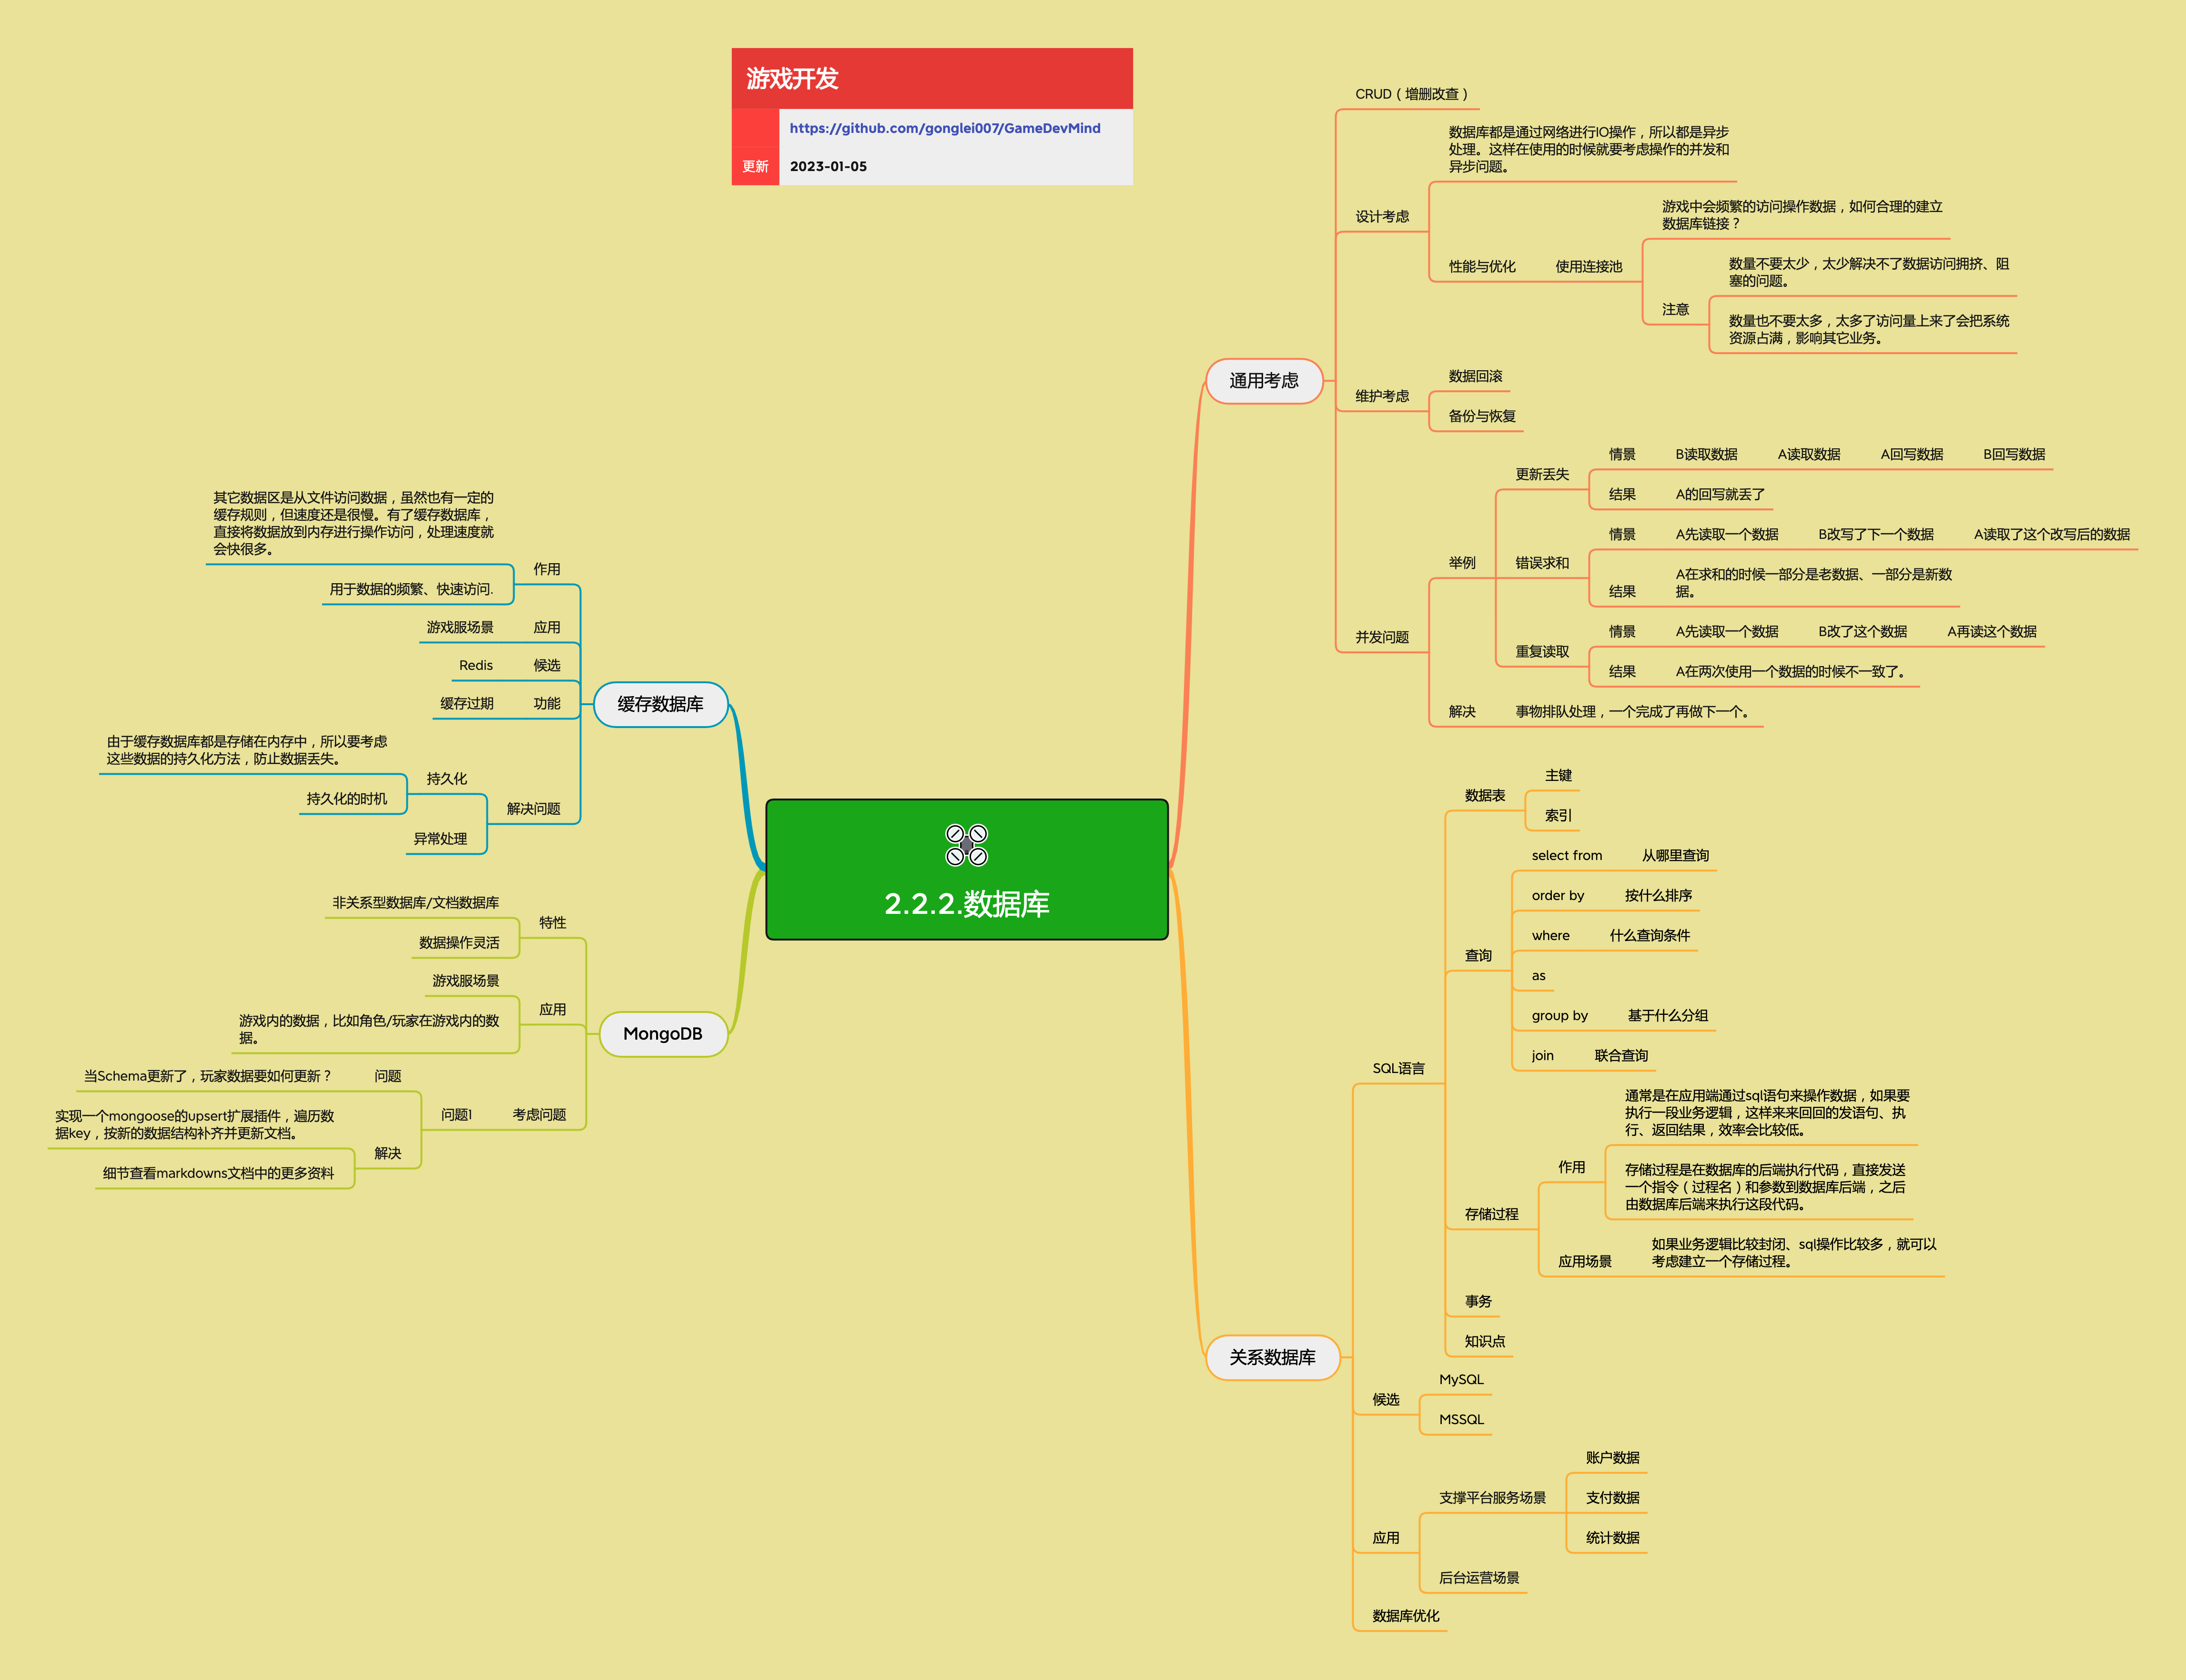 游戏开发
https://github.com/gonglei007/GameDevMind
更新 2023-01-05
2.2.2.数据库
通用考虑
CRUD（增删改查）
设计考虑
数据库都是通过网络进行IO操作，所以都是异步
处理。这样在使用的时候就要考虑操作的并发和
异步问题。
性能与优化
使用连接池
游戏中会频繁的访问操作数据，如何合理的建立
数据库链接？
注意
数量不要太少，太少解决不了数据访问拥挤、阻
塞的问题。
数量也不要太多，太多了访问量上来了会把系统
资源占满，影响其它业务。
维护考虑
数据回滚
备份与恢复
并发问题
举例
更新丢失
情景 B读取数据 A读取数据 A回写数据 B回写数据
结果 A的回写就丢了
错误求和
情景 A先读取一个数据 B改写了下一个数据 A读取了这个改写后的数据
结果
A在求和的时候一部分是老数据、一部分是新数
据。
重复读取
情景 A先读取一个数据 B改了这个数据 A再读这个数据
结果 A在两次使用一个数据的时候不一致了。
解决 事物排队处理，一个完成了再做下一个。
关系数据库
SQL语言
数据表
主键
索引
查询
select from 从哪里查询
order by 按什么排序
where 什么查询条件
as
group by 基于什么分组
join 联合查询
存储过程
作用
通常是在应用端通过sql语句来操作数据，如果要
执行一段业务逻辑，这样来来回回的发语句、执
行、返回结果，效率会比较低。
存储过程是在数据库的后端执行代码，直接发送
一个指令（过程名）和参数到数据库后端，之后
由数据库后端来执行这段代码。
应用场景
如果业务逻辑比较封闭、sql操作比较多，就可以
考虑建立一个存储过程。
事务
知识点
候选
MySQL
MSSQL
应用
支撑平台服务场景
账户数据
支付数据
统计数据
后台运营场景
数据库优化
缓存数据库
作用
其它数据区是从文件访问数据，虽然也有一定的
缓存规则，但速度还是很慢。有了缓存数据库，
直接将数据放到内存进行操作访问，处理速度就
会快很多。
用于数据的频繁、快速访问.
游戏服场景 应用
Redis 候选
缓存过期 功能
解决问题
持久化
由于缓存数据库都是存储在内存中，所以要考虑
这些数据的持久化方法，防止数据丢失。
持久化的时机
异常处理
MongoDB
特性
非关系型数据库/文档数据库
数据操作灵活
应用
游戏服场景
游戏内的数据，比如角色/玩家在游戏内的数
据。
考虑问题
问题1
当Schema更新了，玩家数据要如何更新？ 问题
解决
实现一个mongoose的upsert扩展插件，遍历数
据key，按新的数据结构补齐并更新文档。
细节查看markdowns文档中的更多资料